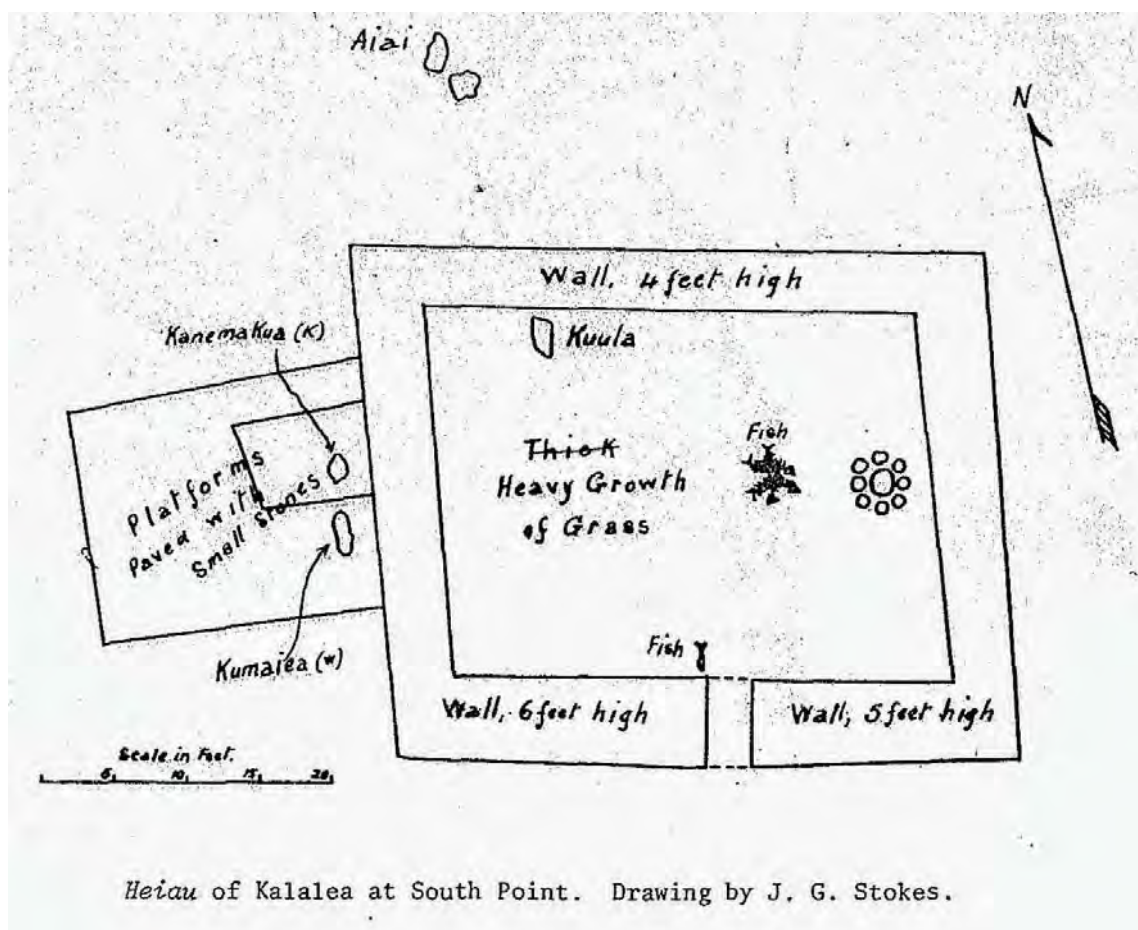 Aiai
N
Wall, 4 feet high
Kanemakua (K)
Kuula
Fish
Thick
Heavy Growth
of Grass
Platforms
Paved with
Small Stones
Fish
Kumaiea (w)
Wall, 6 feet high
Wall, 5 feet high
Scale in Feet.
5 10 15 20
Heiau of Kalalea at South Point. Drawing by J. G. Stokes.